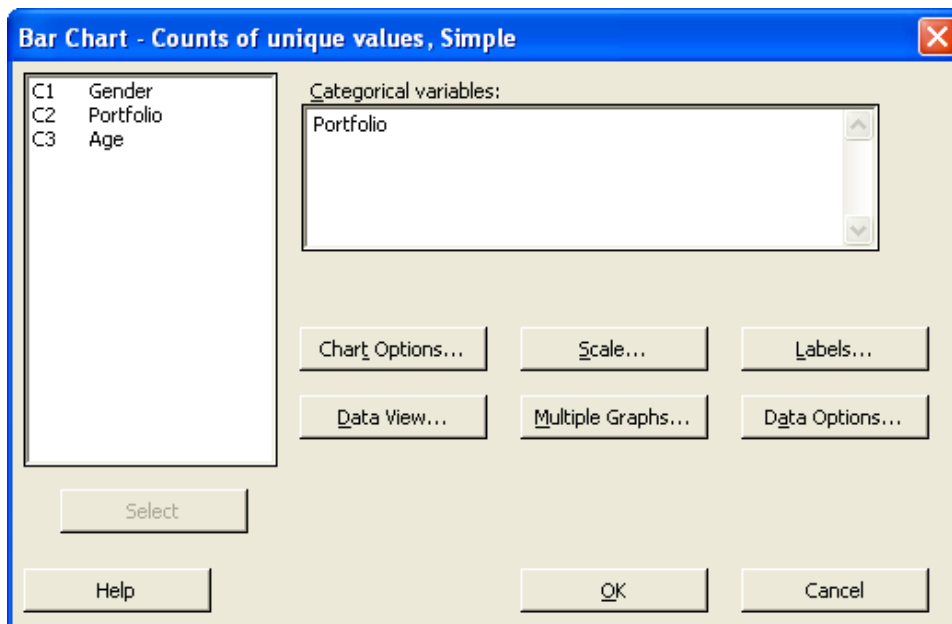 Bar Chart - Counts of unique values, Simple
C1 Gender
C2 Portfolio
C3 Age
Categorical variables:
Portfolio
Chart Options... Scale... Labels...
Data View... Multiple Graphs... Data Options...
Select
Help OK Cancel